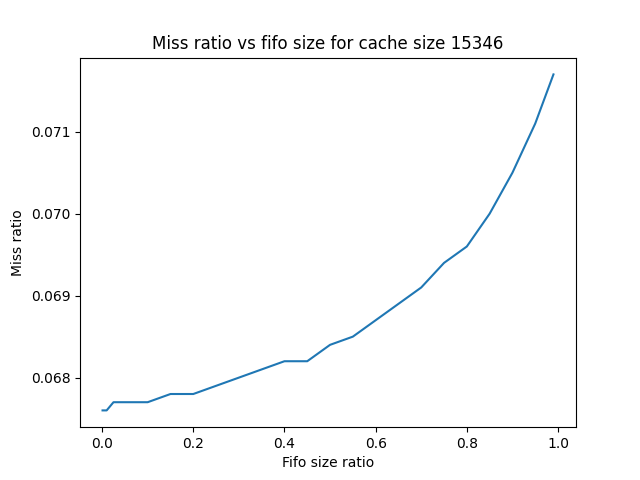 Miss ratio vs fifo size for cache size 15346
0.071
0.070
0.069
0.068
Miss ratio
0.0 0.2 0.4 0.6 0.8 1.0
Fifo size ratio